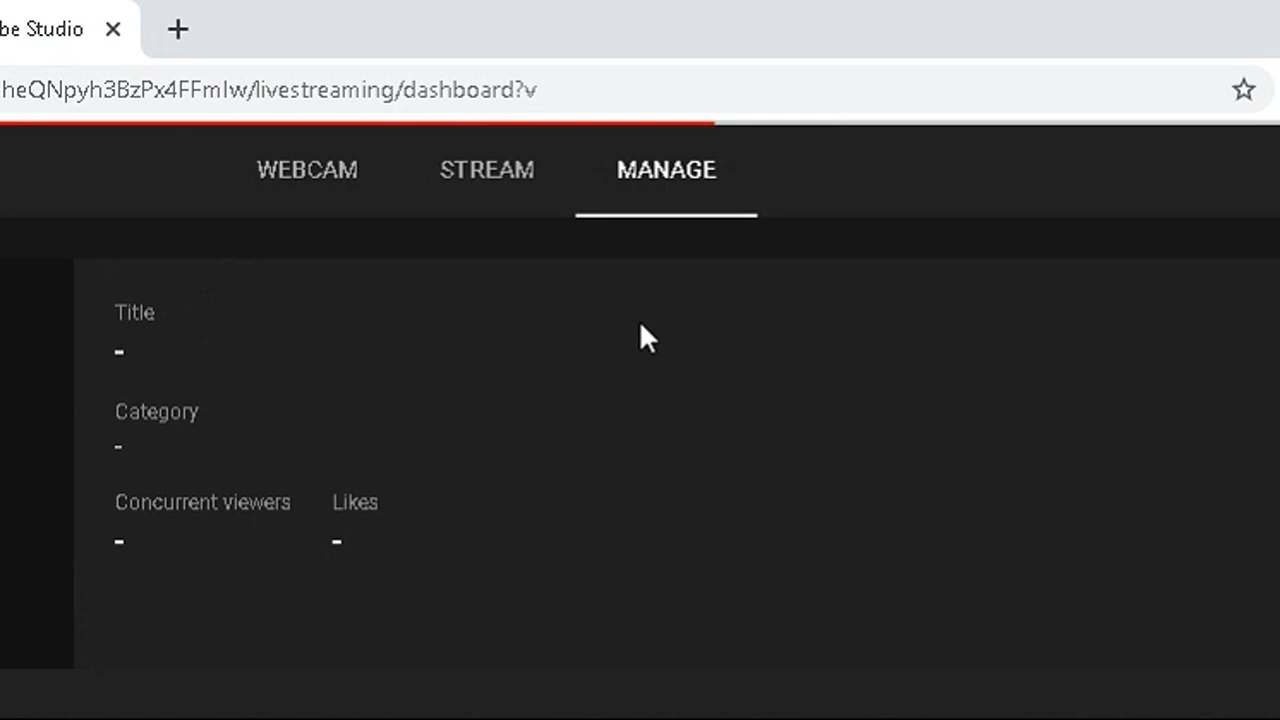 be Studio
heQNpyh3BzPx4FFmIw/livestreaming/dashboard?v
WEBCAM STREAM MANAGE
Title
-
Category
-
Concurrent viewers Likes
- -